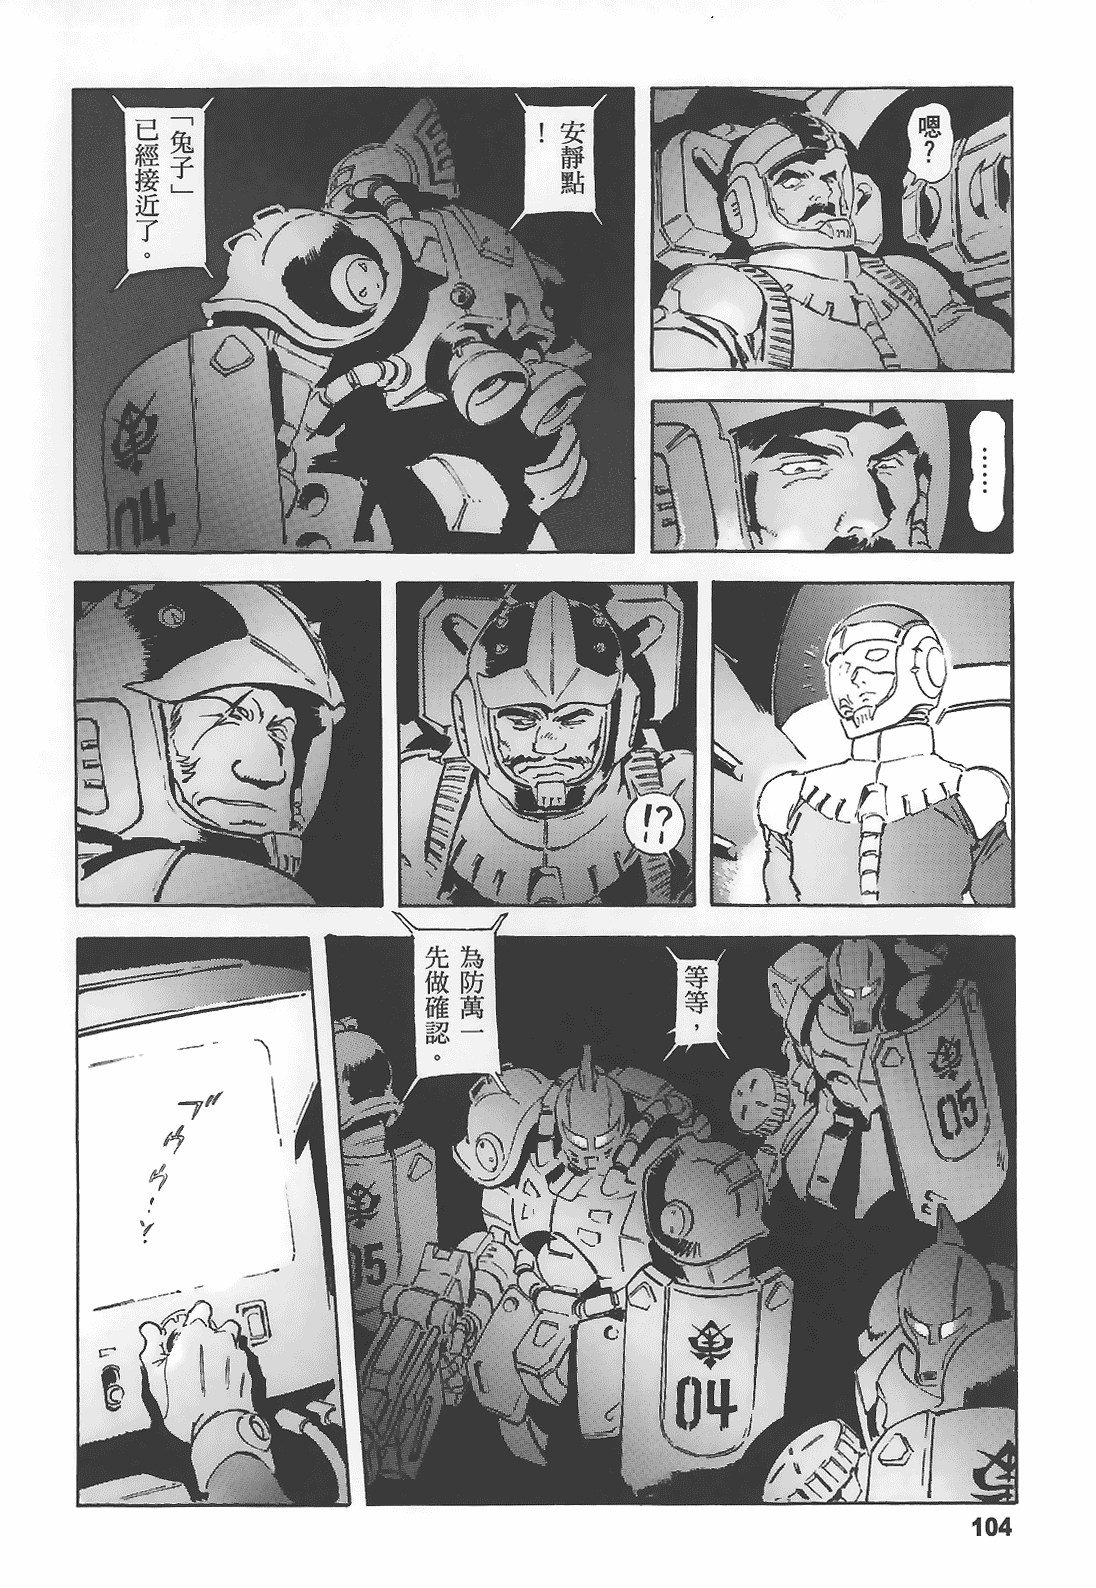 嗯?
……
安靜點
!
「兔子」
已經接近了。
!?
等等,
為防萬一
先做確認。
04
05
05
04
ブゥゥ…ン
104